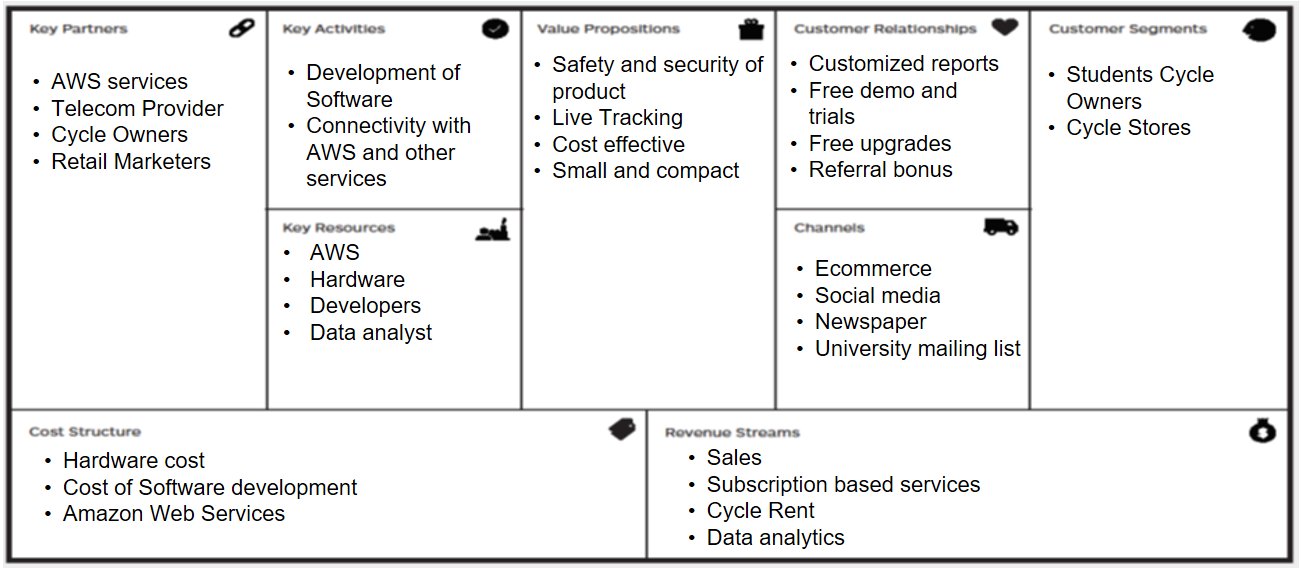 Key Partners
• AWS services
• Telecom Provider
• Cycle Owners
• Retail Marketers
Key Activities
• Development of
Software
• Connectivity with
AWS and other
services
Key Resources
• AWS
• Hardware
• Developers
• Data analyst
Value Propositions
• Safety and security of
product
• Live Tracking
• Cost effective
• Small and compact
Customer Relationships
• Customized reports
• Free demo and
trials
• Free upgrades
• Referral bonus
Channels
• Ecommerce
• Social media
• Newspaper
• University mailing list
Customer Segments
• Students Cycle
Owners
• Cycle Stores
Cost Structure
• Hardware cost
• Cost of Software development
• Amazon Web Services
Revenue Streams
• Sales
• Subscription based services
• Cycle Rent
• Data analytics